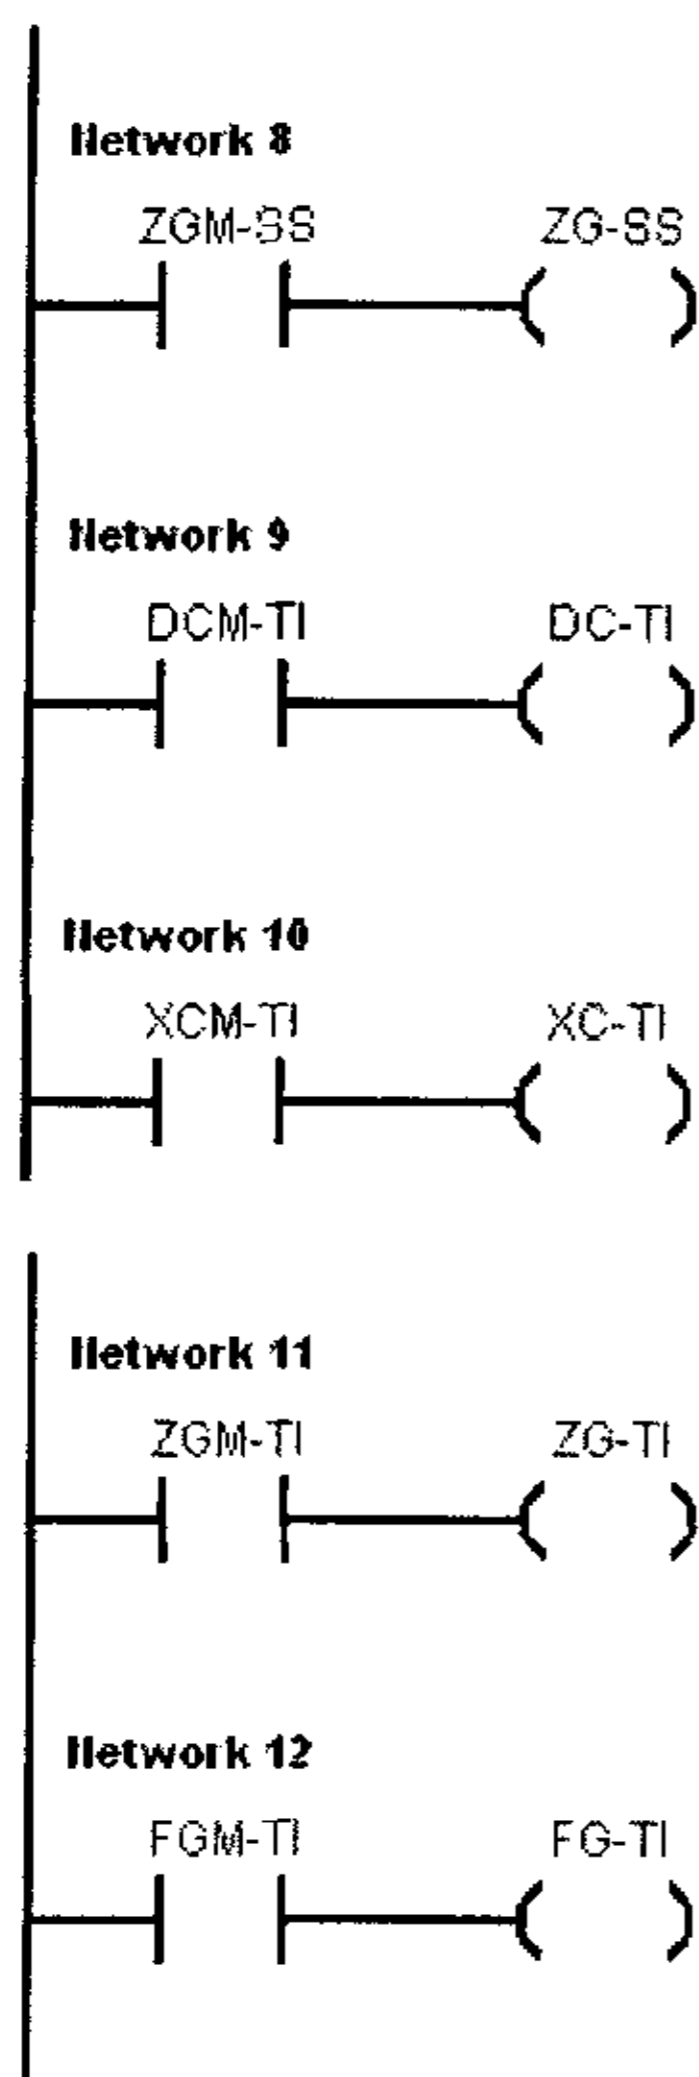 Network 8
ZGM-SS ZG-SS
Network 9
DCM-TI DC-TI
Network 10
XCM-TI XC-TI
Network 11
ZGM-TI ZG-TI
Network 12
FGM-TI FG-TI